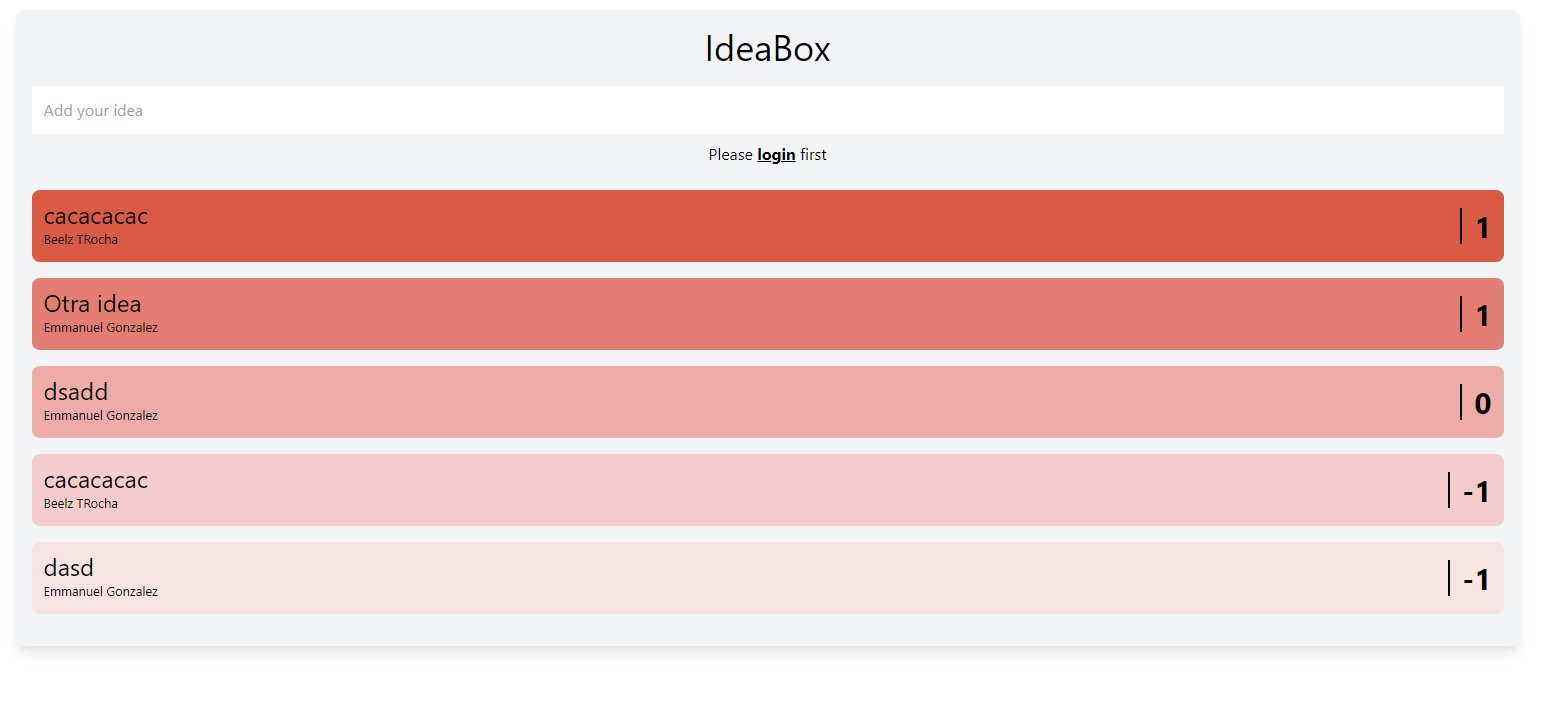 IdeaBox
Add your idea
Please login first
cacacacac
Beelz TRocha
1
Otra idea
Emmanuel Gonzalez
1
dsadd
Emmanuel Gonzalez
0
cacacacac
Beelz TRocha
-1
dasd
Emmanuel Gonzalez
-1